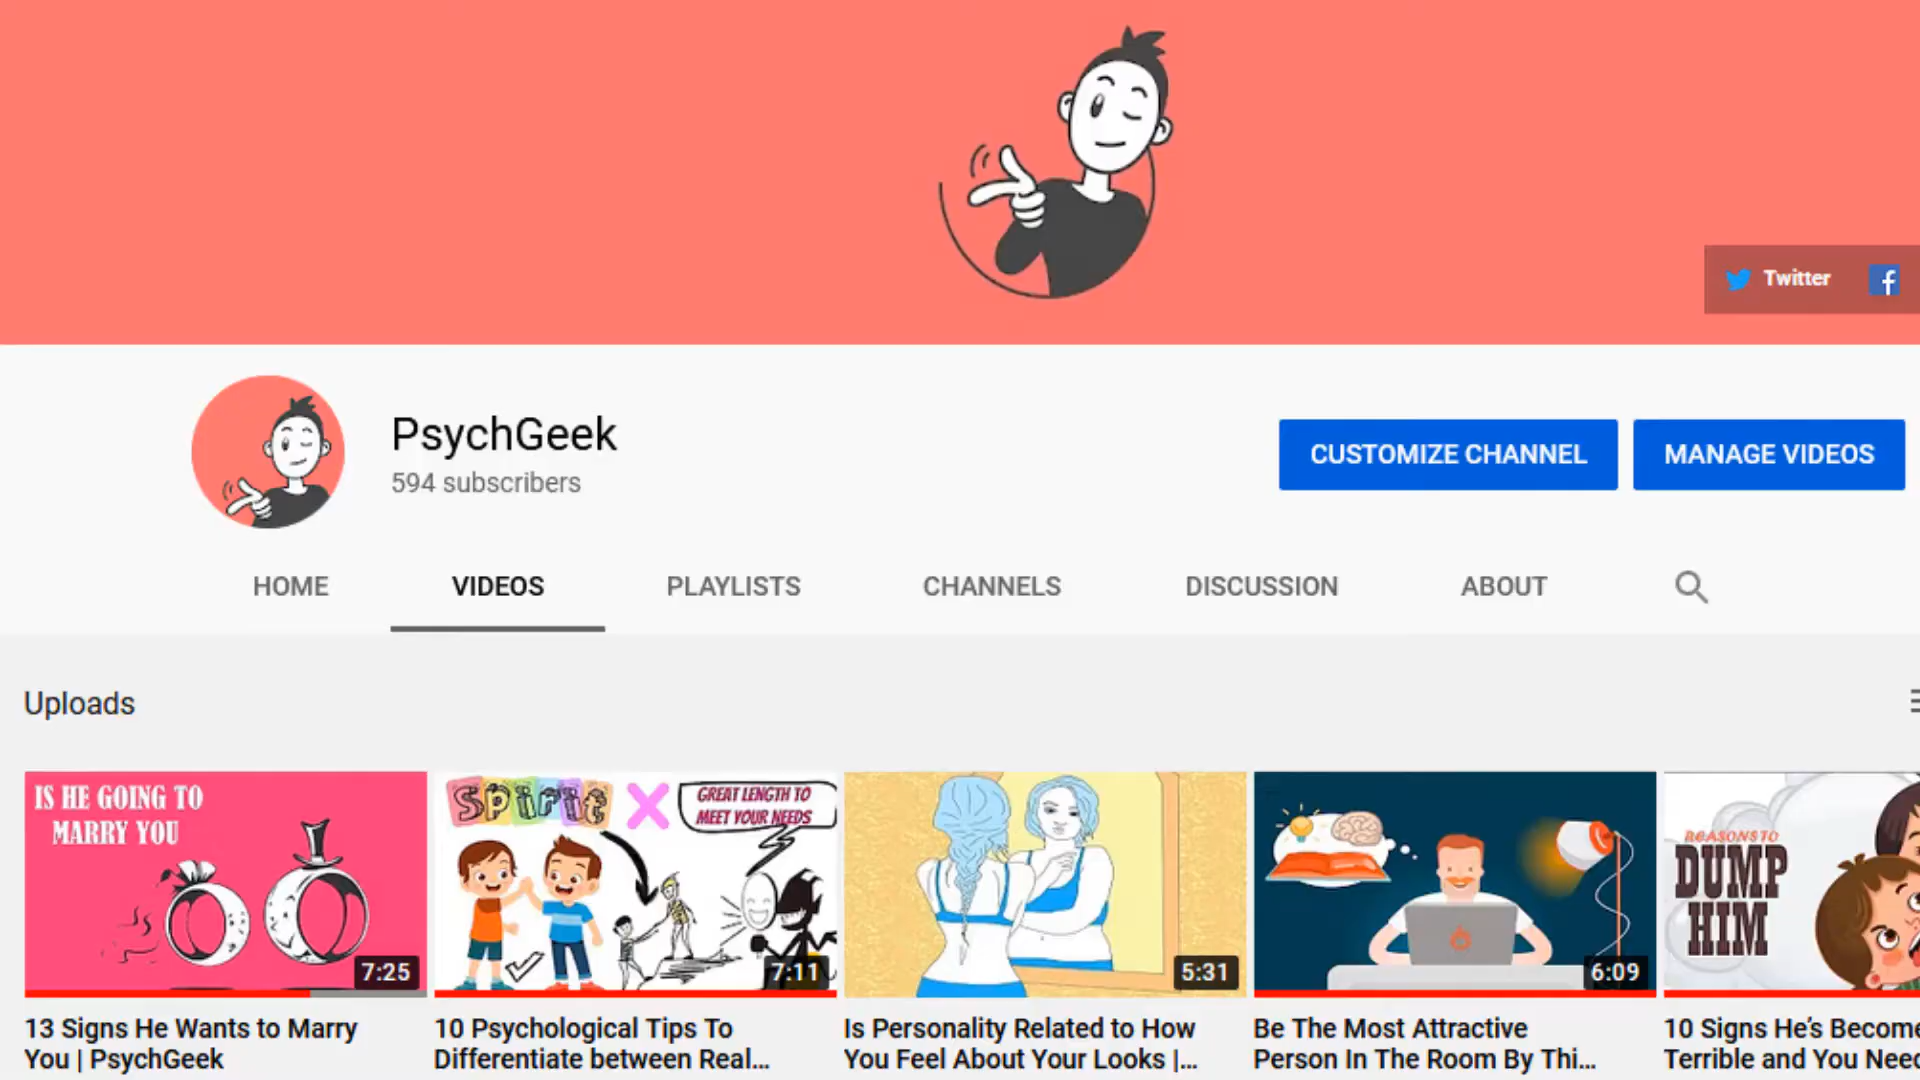 Twitter
PsychGeek
594 subscribers
CUSTOMIZE CHANNEL
MANAGE VIDEOS
HOME
VIDEOS
PLAYLISTS
CHANNELS
DISCUSSION
ABOUT
Uploads
IS HE GOING TO
MARRY YOU
7:25
Spirit
GREAT LENGTH TO
MEET YOUR NEEDS
7:11
5:31
6:09
REASONS TO
DUMP
HIM
13 Signs He Wants to Marry
You | PsychGeek
10 Psychological Tips To
Differentiate between Real...
Is Personality Related to How
You Feel About Your Looks |...
Be The Most Attractive
Person In The Room By Thi...
10 Signs He's Become
Terrible and You Need